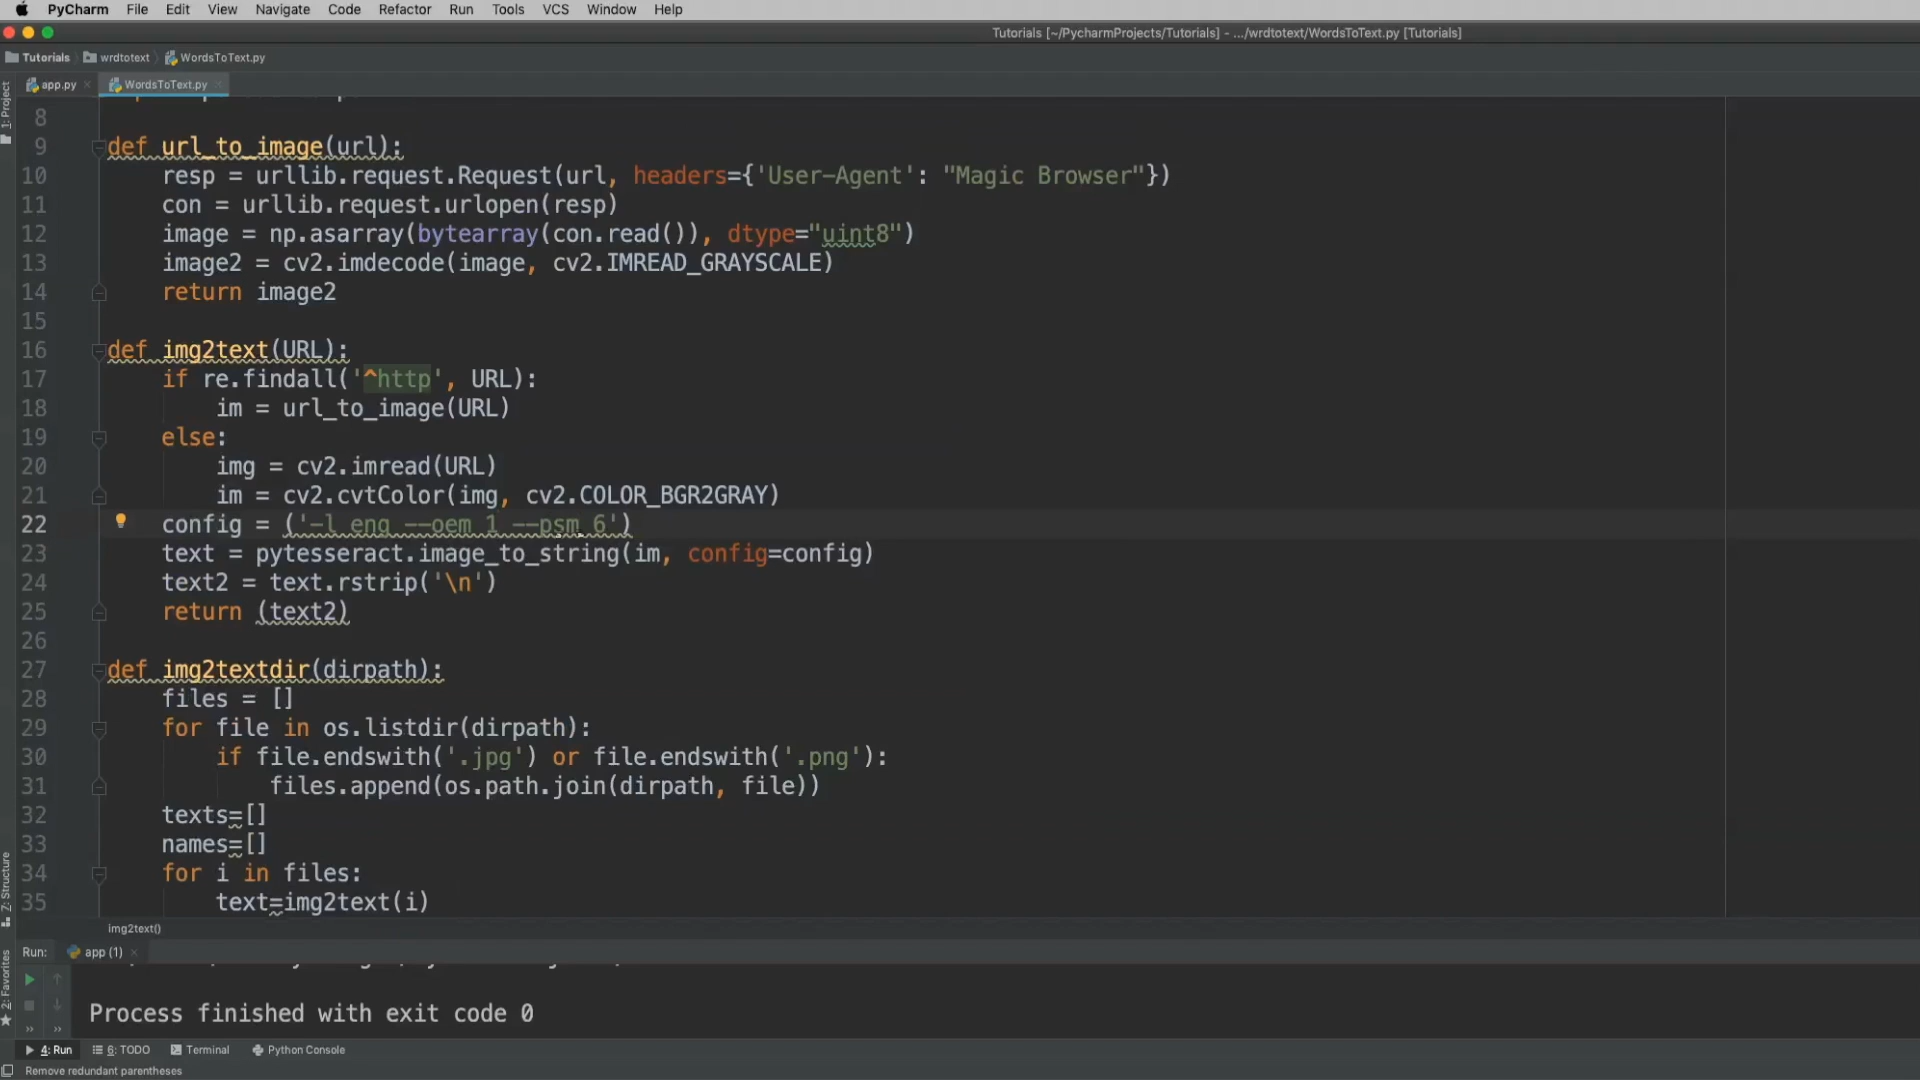 PyCharm File Edit View Navigate Code Refactor Run Tools VCS Window Help
Tutorials [~/PycharmProjects/Tutorials] - .../wrdtotext/WordsToText.py [Tutorials]
Tutorials wrdtotext WordsToText.py
app.py WordsToText.py
1: Project
8
9 def url_to_image(url):
10 resp = urllib.request.Request(url, headers={'User-Agent': "Magic Browser"})
11 con = urllib.request.urlopen(resp)
12 image = np.asarray(bytearray(con.read()), dtype="uint8")
13 image2 = cv2.imdecode(image, cv2.IMREAD_GRAYSCALE)
14 return image2
15
16 def img2text(URL):
17 if re.findall('^http', URL):
18 im = url_to_image(URL)
19 else:
20 img = cv2.imread(URL)
21 im = cv2.cvtColor(img, cv2.COLOR_BGR2GRAY)
22 config = ('-l eng --oem 1 --psm 6')
23 text = pytesseract.image_to_string(im, config=config)
24 text2 = text.rstrip('\n')
25 return (text2)
26
27 def img2textdir(dirpath):
28 files = []
29 for file in os.listdir(dirpath):
30 if file.endswith('.jpg') or file.endswith('.png'):
31 files.append(os.path.join(dirpath, file))
32 texts=[]
33 names=[]
34 for i in files:
35 text=img2text(i)
7: Structure
img2text()
Run: app (1)
2: Favorites
Process finished with exit code 0
4: Run 6: TODO Terminal Python Console
Remove redundant parentheses